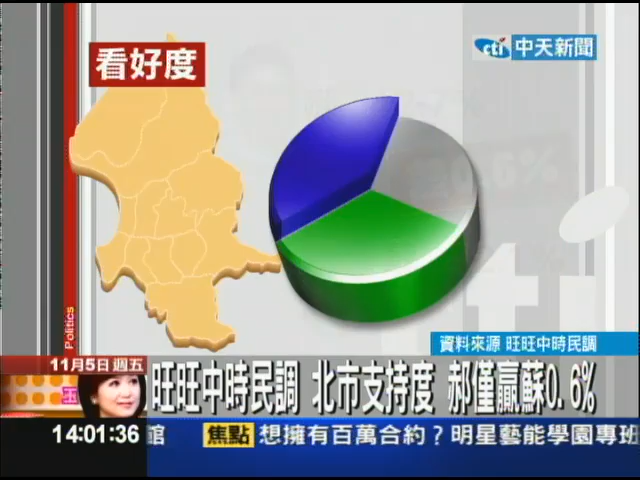 看好度
cti 中天新聞
Politics
資料來源 旺旺中時民調
11月5日 週五
旺旺中時民調 北市支持度 郝僅贏蘇0.6%
14:01:36
館 焦點 想擁有百萬合約？明星藝能學園專班